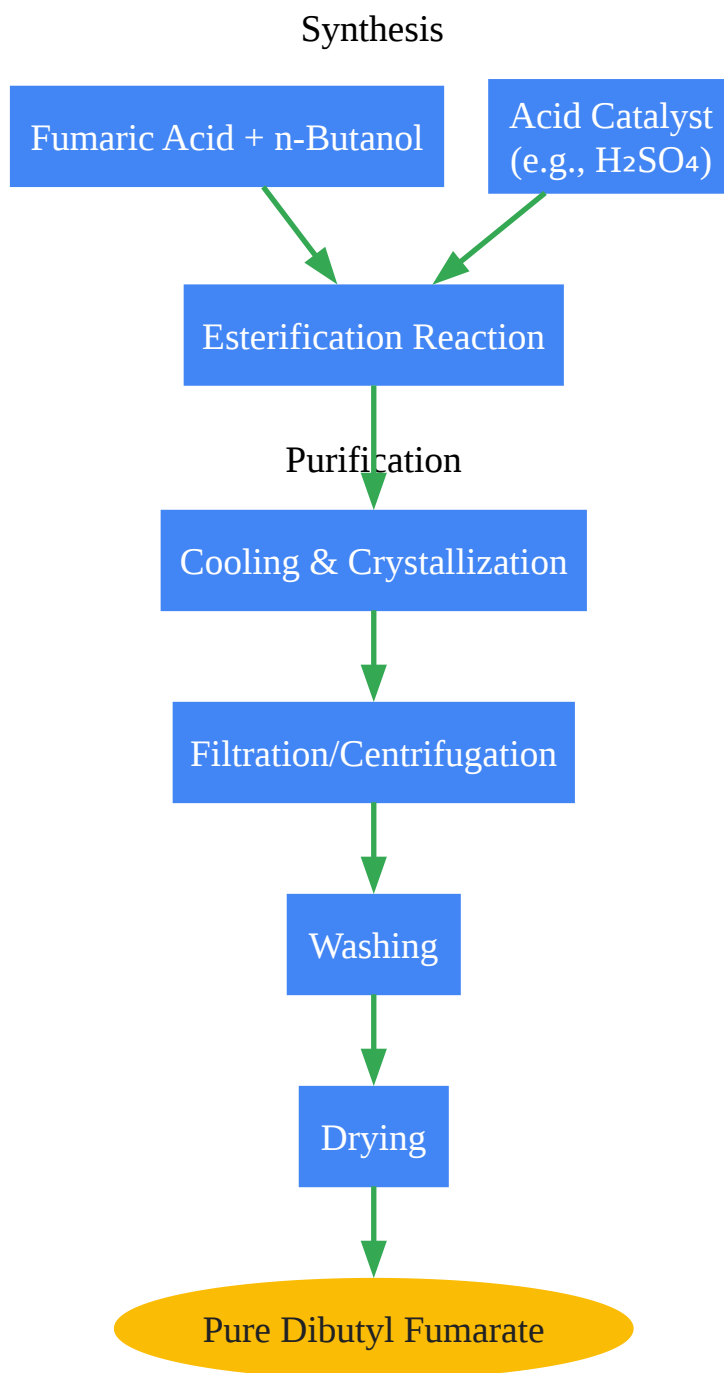 Synthesis
Fumaric Acid + n-Butanol
Acid Catalyst
(e.g., H₂SO₄)
Esterification Reaction
Purification
Cooling & Crystallization
Filtration/Centrifugation
Washing
Drying
Pure Dibutyl Fumarate